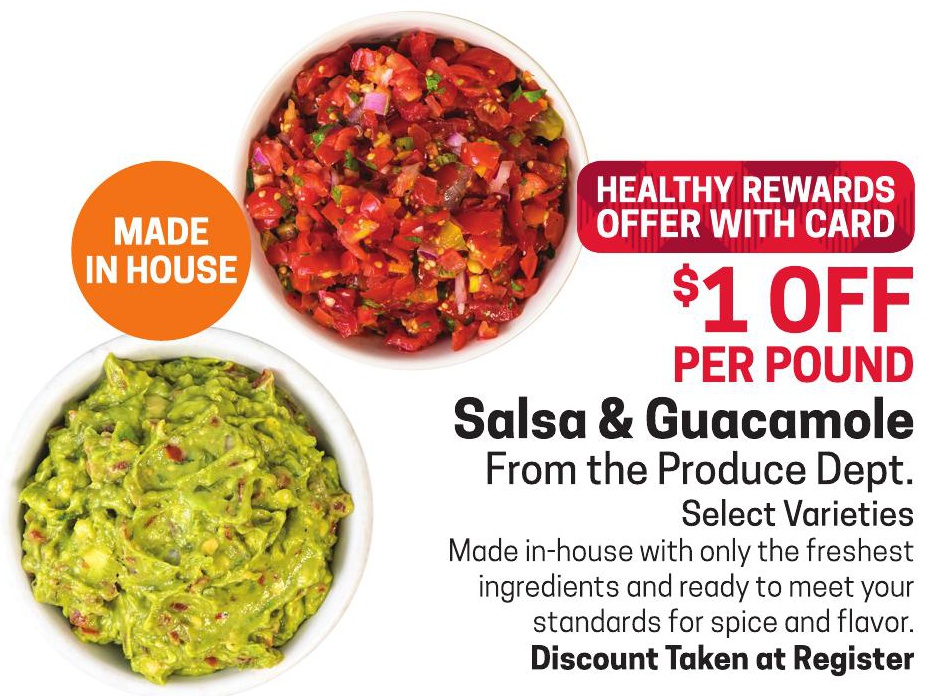 MADE
IN HOUSE
HEALTHY REWARDS
OFFER WITH CARD
$1 OFF
PER POUND
Salsa & Guacamole
From the Produce Dept.
Select Varieties
Made in-house with only the freshest
ingredients and ready to meet your
standards for spice and flavor.
Discount Taken at Register